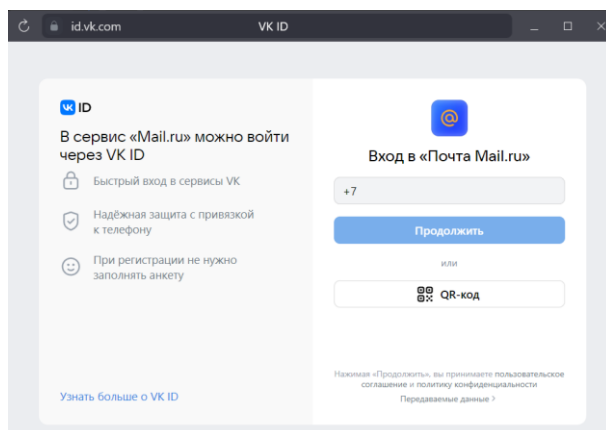 id.vk.com
VK ID
VK ID
В сервис «Mail.ru» можно войти
через VK ID
Быстрый вход в сервисы VK
Надёжная защита с привязкой
к телефону
При регистрации не нужно
заполнять анкету
Узнать больше о VK ID
@
Вход в «Почта Mail.ru»
+7
Продолжить
или
QR-код
Нажимая «Продолжить», вы принимаете пользовательское
соглашение и политику конфиденциальности
Передаваемые данные >